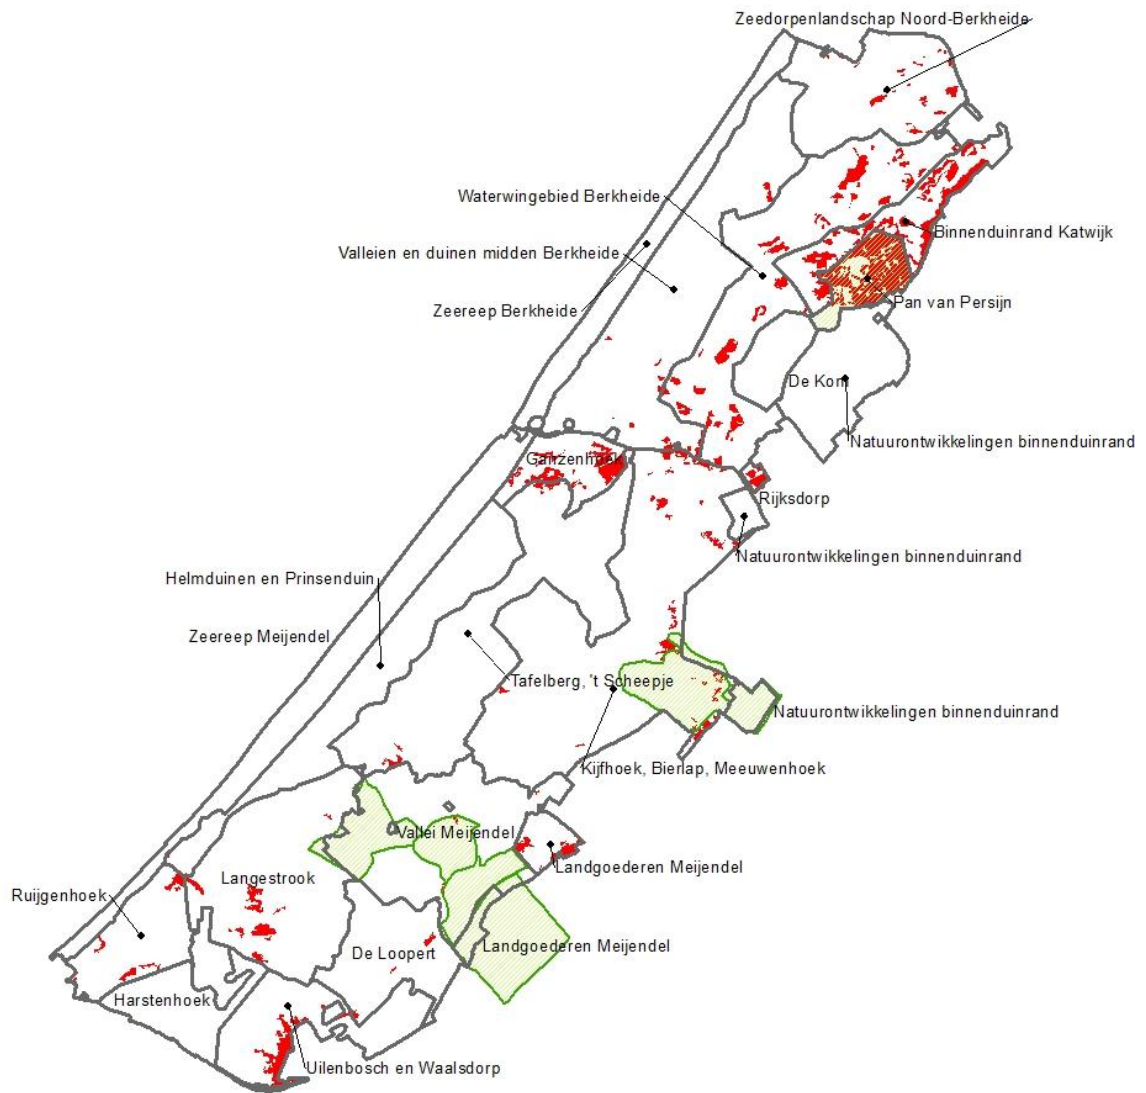 Zeedorpenlandschap Noord-Berkheide
Waterwingebied Berkheide
Binnenduinrand Katwijk
Valleien en duinen midden Berkheide
Pan van Persijn
Zeereep Berkheide
De Kom
Natuurontwikkelingen binnenduinrand
Ganzenhoek
Rijksdorp
Natuurontwikkelingen binnenduinrand
Helmduinen en Prinsenduin
Zeereep Meijendel
Tafelberg, 't Scheepje
Natuurontwikkelingen binnenduinrand
Kijfhoek, Bierlap, Meeuwenhoek
Vallei Meijendel
Landgoederen Meijendel
Langestrook
Ruijgenhoek
Landgoederen Meijendel
De Loopert
Harstenhoek
Uilenbosch en Waalsdorp